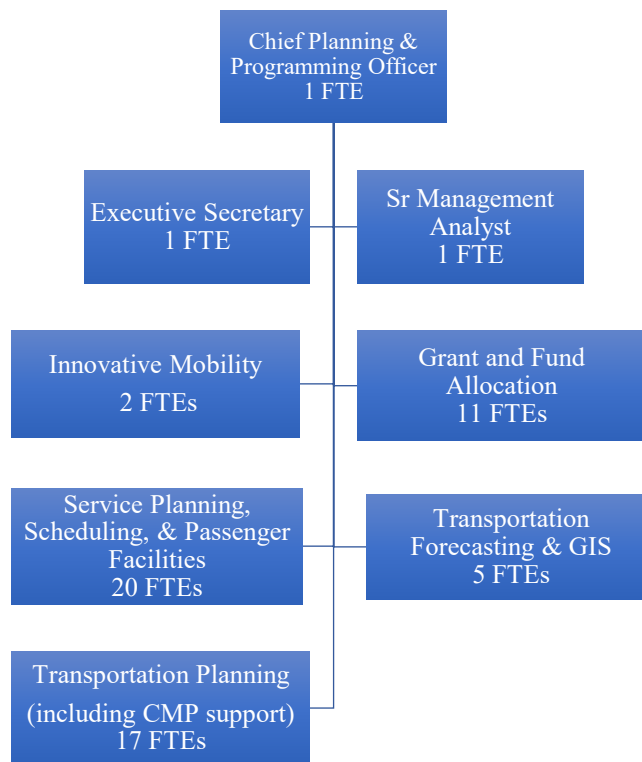 Chief Planning &
Programming Officer
1 FTE
Executive Secretary
1 FTE
Sr Management
Analyst
1 FTE
Innovative Mobility
2 FTEs
Grant and Fund
Allocation
11 FTEs
Service Planning,
Scheduling, & Passenger
Facilities
20 FTEs
Transportation
Forecasting & GIS
5 FTEs
Transportation Planning
(including CMP support)
17 FTEs